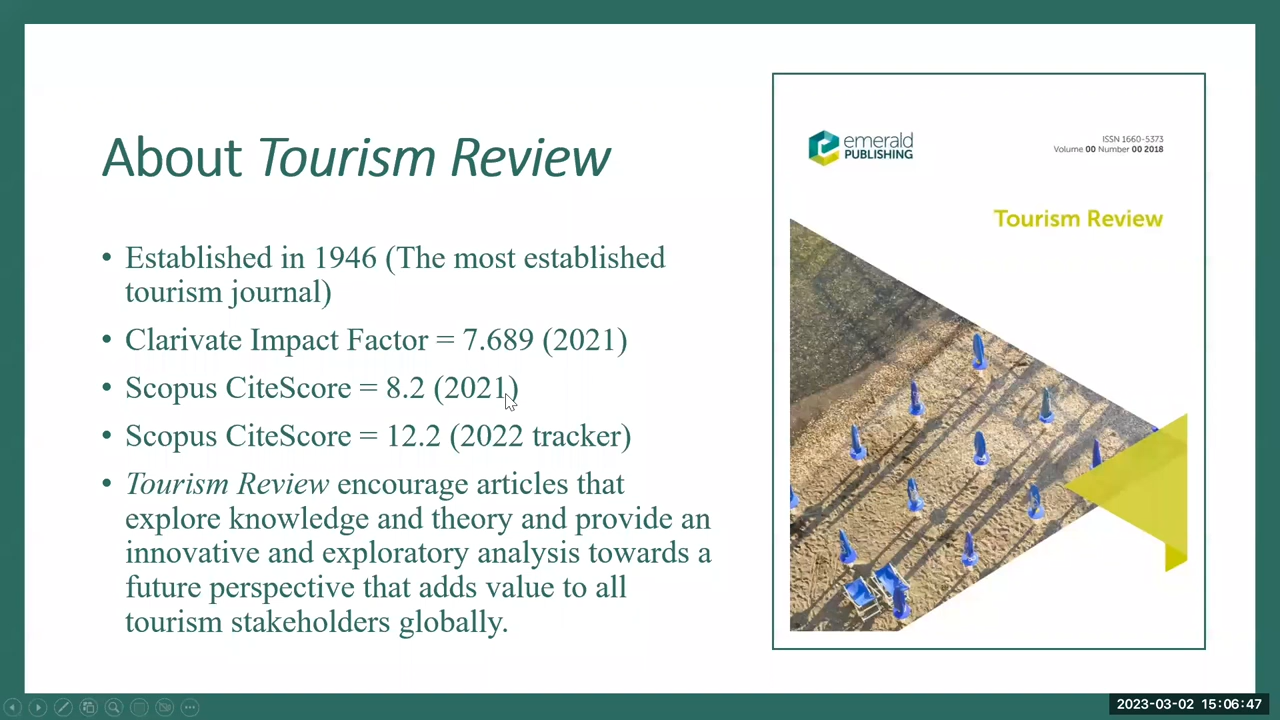 About Tourism Review
• Established in 1946 (The most established
tourism journal)
• Clarivate Impact Factor = 7.689 (2021)
• Scopus CiteScore = 8.2 (2021)
• Scopus CiteScore = 12.2 (2022 tracker)
• Tourism Review encourage articles that
explore knowledge and theory and provide an
innovative and exploratory analysis towards a
future perspective that adds value to all
tourism stakeholders globally.
emerald
PUBLISHING
ISSN 1660-5373
Volume 00 Number 00 2018
Tourism Review
2023-03-02 15:06:47